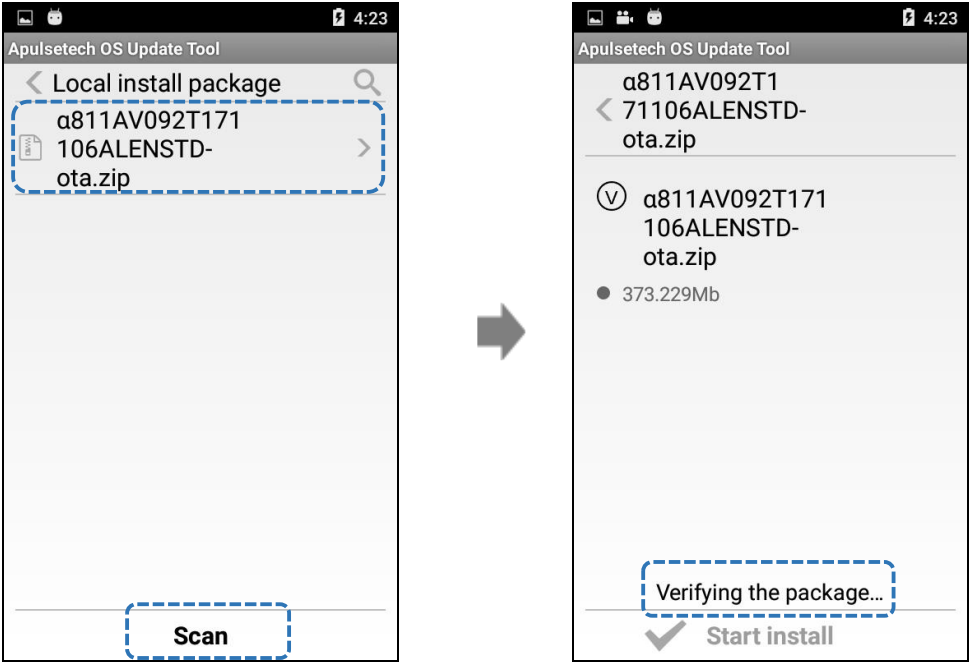 4:23
Apulsetech OS Update Tool
Local install package
α811AV092T171
106ALENSTD-
ota.zip
Scan
4:23
Apulsetech OS Update Tool
α811AV092T1
71106ALENSTD-
ota.zip
V
α811AV092T171
106ALENSTD-
ota.zip
373.229Mb
Verifying the package...
Start install